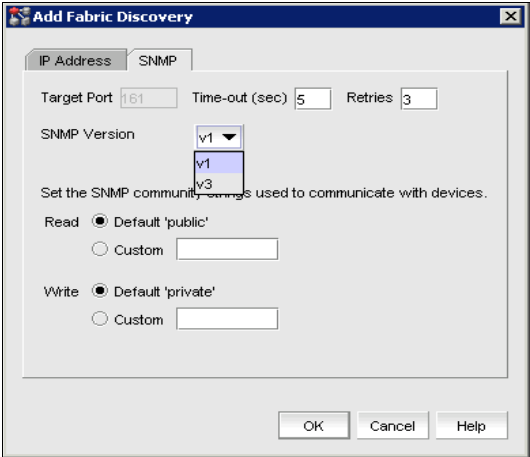 Add Fabric Discovery
IP Address SNMP
Target Port 161 Time-out (sec) 5 Retries 3
SNMP Version v1
v1
v3
Set the SNMP community strings used to communicate with devices.
Read Default 'public'
Custom
Write Default 'private'
Custom
OK Cancel Help